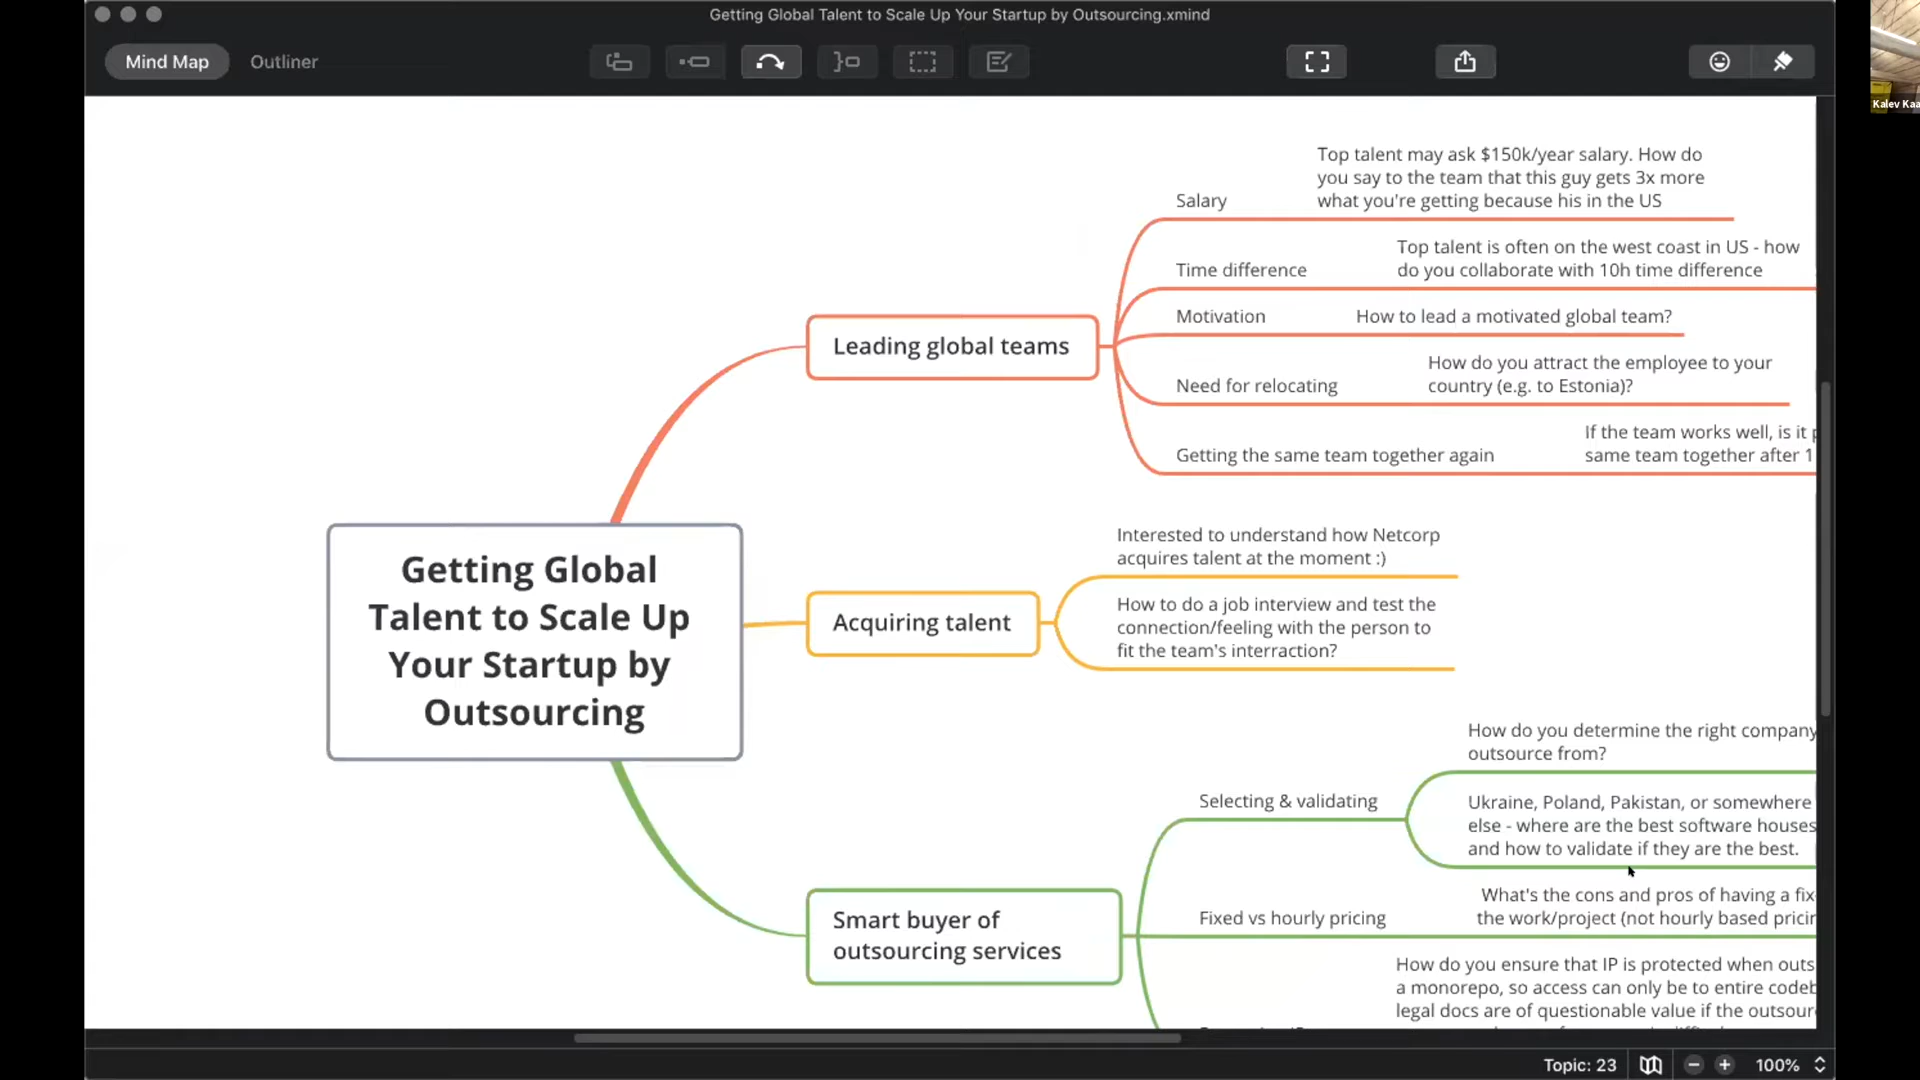 Getting Global Talent to Scale Up Your Startup by Outsourcing.xmind
Mind Map
Outliner
Kalev
Top talent may ask $150k/year salary. How do
you say to the team that this guy gets 3x more
what you're getting because his in the US
Salary
Top talent is often on the west coast in US - how
do you collaborate with 10h time difference
Time difference
Motivation
How to lead a motivated global team?
How do you attract the employee to your
country (e.g. to Estonia)?
Need for relocating
If the team works well, is it
same team together after 1
Getting the same team together again
Leading global teams
Getting Global
Talent to Scale Up
Your Startup by
Outsourcing
Interested to understand how Netcorp
acquires talent at the moment :)
How to do a job interview and test the
connection/feeling with the person to
fit the team's interraction?
Acquiring talent
How do you determine the right company
outsource from?
Selecting & validating
Ukraine, Poland, Pakistan, or somewhere
else - where are the best software houses
and how to validate if they are the best.
What's the cons and pros of having a
the work/project (not hourly based
Fixed vs hourly pricing
Smart buyer of
outsourcing services
How do you ensure that IP is protected when
a monorepo, so access can only be to entire
legal docs are of questionable value if the
Topic: 23
100%